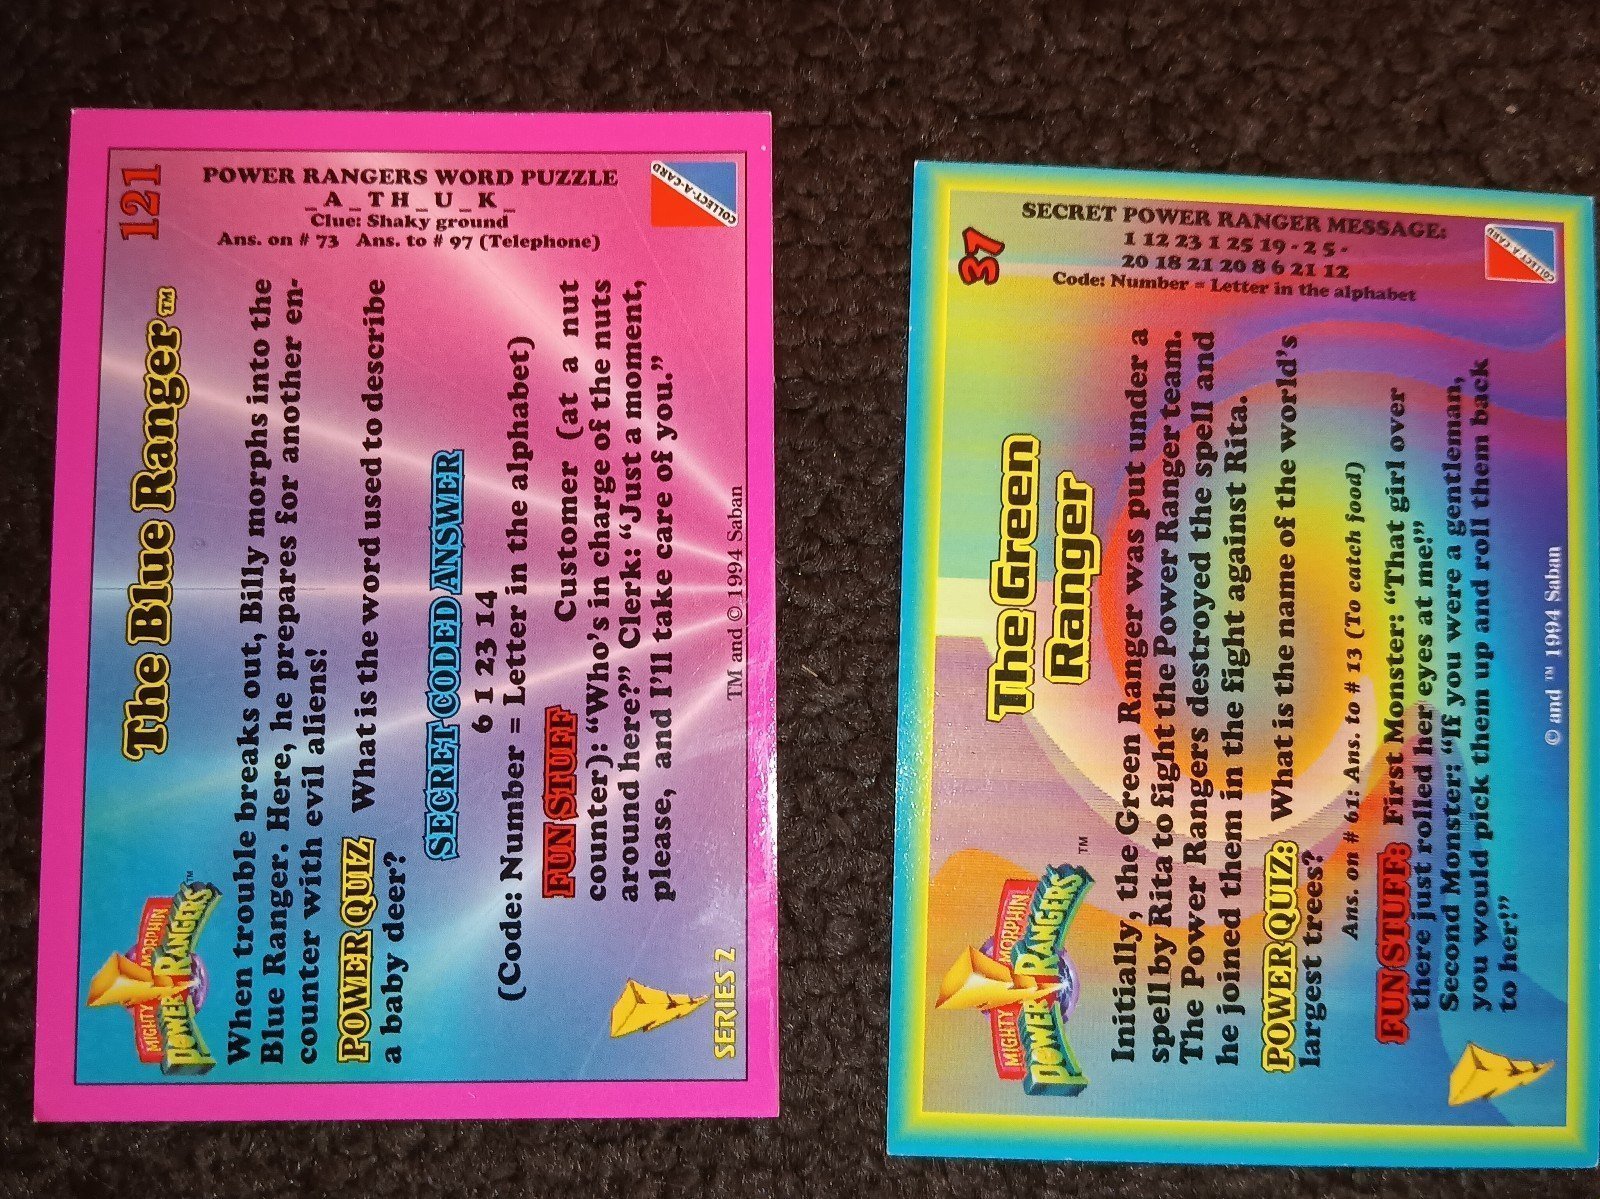 121
The Blue Ranger™
MIGHTY MORPHIN
POWER RANGERS™
When trouble breaks out, Billy morphs into the
Blue Ranger. Here, he prepares for another en-
counter with evil aliens!
POWER QUIZ What is the word used to describe
a baby deer?
SECRET CODED ANSWER
6 1 23 14
(Code: Number = Letter in the alphabet)
FUN STUFF Customer (at a nut
counter): “Who’s in charge of the nuts
around here?” Clerk: “Just a moment,
please, and I’ll take care of you.”
SERIES 2
TM and © 1994 Saban
POWER RANGERS WORD PUZZLE
_ A _ T H _ U _ K _
Clue: Shaky ground
Ans. on # 73 Ans. to # 97 (Telephone)
COLLECT-A-CARD
37
The Green
Ranger
MIGHTY MORPHIN
POWER RANGERS™
Initially, the Green Ranger was put under a
spell by Rita to fight the Power Ranger team.
The Power Rangers destroyed the spell and
he joined them in the fight against Rita.
POWER QUIZ: What is the name of the world’s
largest trees?
Ans. on # 61: Ans. to # 13 (To catch food)
FUN STUFF: First Monster: “That girl over
there just rolled her eyes at me!”
Second Monster: “If you were a gentleman,
you would pick them up and roll them back
to her!”
© and ™ 1994 Saban
SECRET POWER RANGER MESSAGE:
1 12 23 1 25 19 - 2 5 -
20 18 21 20 8 6 21 12
Code: Number = Letter in the alphabet
COLLECT A CARD